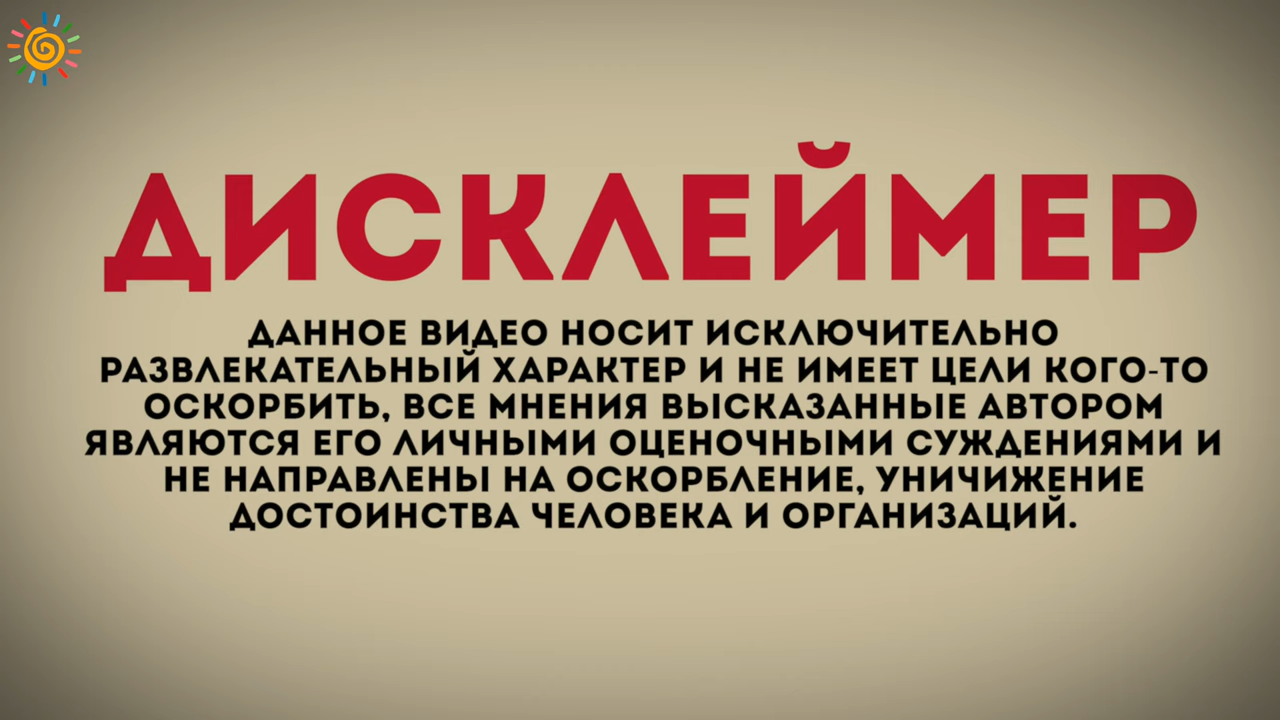 ДИСКЛЕЙМЕР
ДАННОЕ ВИДЕО НОСИТ ИСКЛЮЧИТЕЛЬНО
РАЗВЛЕКАТЕЛЬНЫЙ ХАРАКТЕР И НЕ ИМЕЕТ ЦЕЛИ КОГО-ТО
ОСКОРБИТЬ, ВСЕ МНЕНИЯ ВЫСКАЗАННЫЕ АВТОРОМ
ЯВЛЯЮТСЯ ЕГО ЛИЧНЫМИ ОЦЕНОЧНЫМИ СУЖДЕНИЯМИ И
НЕ НАПРАВЛЕНЫ НА ОСКОРБЛЕНИЕ, УНИЧИЖЕНИЕ
ДОСТОИНСТВА ЧЕЛОВЕКА И ОРГАНИЗАЦИЙ.